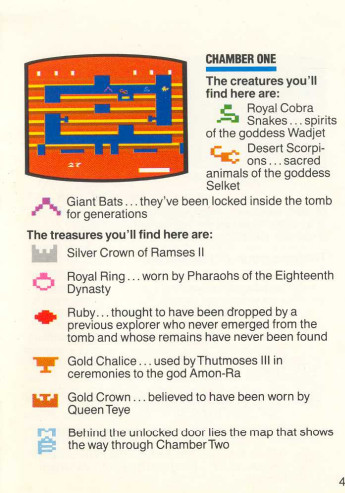 CHAMBER ONE
The creatures you'll
find here are:
Royal Cobra
Snakes...spirits
of the goddess Wadjet
Desert Scorpi-
ons...sacred
animals of the goddess
Selket
Giant Bats...they've been locked inside the tomb
for generations
The treasures you'll find here are:
Silver Crown of Ramses II
Royal Ring...worn by Pharaohs of the Eighteenth
Dynasty
Ruby...thought to have been dropped by a
previous explorer who never emerged from the
tomb and whose remains have never been found
Gold Chalice...used by Thutmoses III in
ceremonies to the god Amon-Ra
Gold Crown...believed to have been worn by
Queen Teye
MAP
Behind the unlocked door lies the map that shows
the way through Chamber Two
4